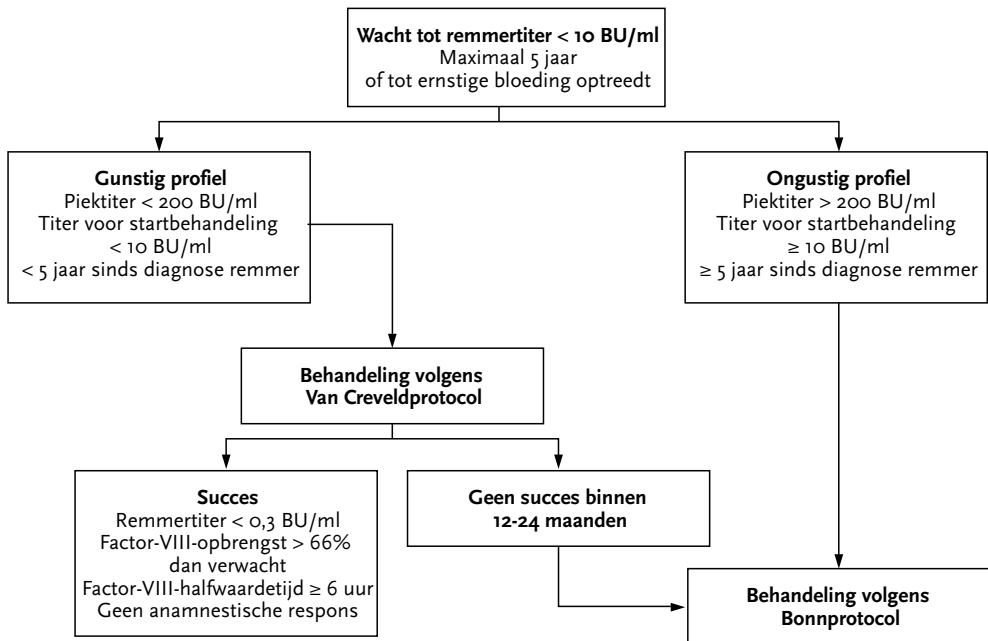 Wacht tot remmertiter < 10 BU/ml
Maximaal 5 jaar
of tot ernstige bloeding optreedt
Gunstig profiel
Piektiter < 200 BU/ml
Titer voor startbehandeling
< 10 BU/ml
< 5 jaar sinds diagnose remmer
Ongustig profiel
Piektiter > 200 BU/ml
Titer voor startbehandeling
≥ 10 BU/ml
≥ 5 jaar sinds diagnose remmer
Behandeling volgens
Van Creveldprotocol
Succes
Remmertiter < 0,3 BU/ml
Factor-VIII-opbrengst > 66%
dan verwacht
Factor-VIII-halfwaardetijd ≥ 6 uur
Geen anamnestische respons
Geen succes binnen
12-24 maanden
Behandeling volgens
Bonnprotocol